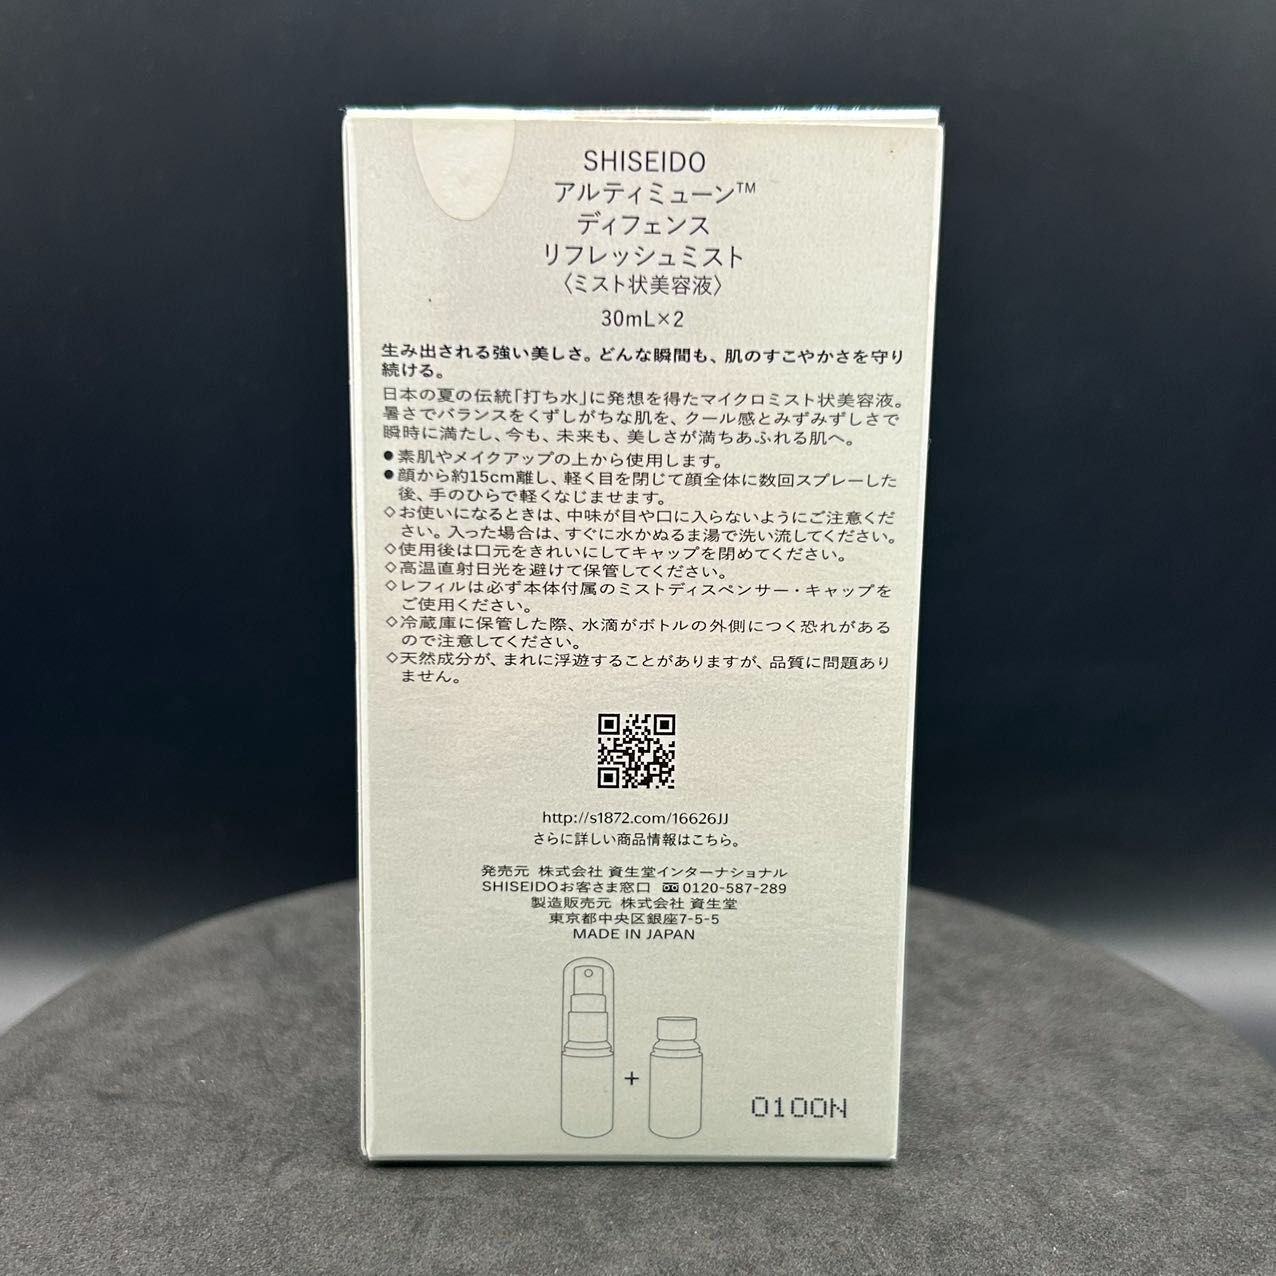 SHISEIDO
アルティミューン™
ディフェンス
リフレッシュミスト
〈ミスト状美容液〉
30mL×2
生み出される強い美しさ。どんな瞬間も、肌のすこやかさを守り
続ける。
日本の夏の伝統「打ち水」に発想を得たマイクロミスト状美容液。
暑さでバランスをくずしがちな肌を、クール感とみずみずしさで
瞬時に満たし、今も、未来も、美しさが満ちあふれる肌へ。
●素肌やメイクアップの上から使用します。
●顔から約15cm離し、軽く目を閉じて顔全体に数回スプレーした
後、手のひらで軽くなじませます。
◇お使いになるときは、中味が目や口に入らないようにご注意くだ
さい。入った場合は、すぐに水かぬるま湯で洗い流してください。
◇使用後は口元をきれいにしてキャップを閉めてください。
◇高温直射日光を避けて保管してください。
◇レフィルは必ず本体付属のミストディスペンサー・キャップを
ご使用ください。
◇冷蔵庫に保管した際、水滴がボトルの外側につく恐れがある
ので注意してください。
◇天然成分が、まれに浮遊することがありますが、品質に問題あり
ません。
http://s1872.com/16626JJ
さらに詳しい商品情報はこちら。
発売元 株式会社 資生堂インターナショナル
SHISEIDOお客さま窓口 0120-587-289
製造販売元 株式会社 資生堂
東京都中央区銀座7-5-5
MADE IN JAPAN
+
0100N